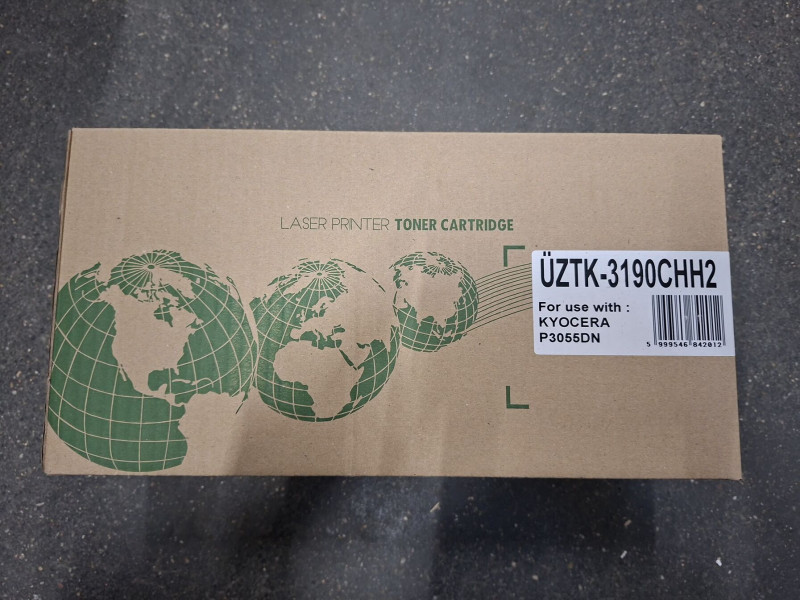 LASER PRINTER TONER CARTRIDGE
ÜZTK-3190CHH2
For use with :
KYOCERA
P3055DN
5 999546 842012